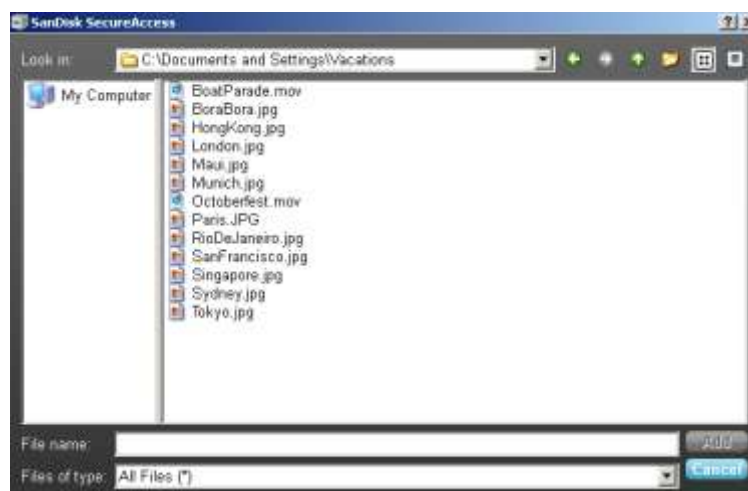 SanDisk SecureAccess
Look in: C:\Documents and Settings\Vacations
My Computer
BoatParade.mov
BoraBora.jpg
HongKong.jpg
London.jpg
Maui.jpg
Munich.jpg
Octoberfest.mov
Paris.JPG
RioDeJaneiro.jpg
SanFrancisco.jpg
Singapore.jpg
Sydney.jpg
Tokyo.jpg
File name: Add
Files of type: All Files (*) Cancel